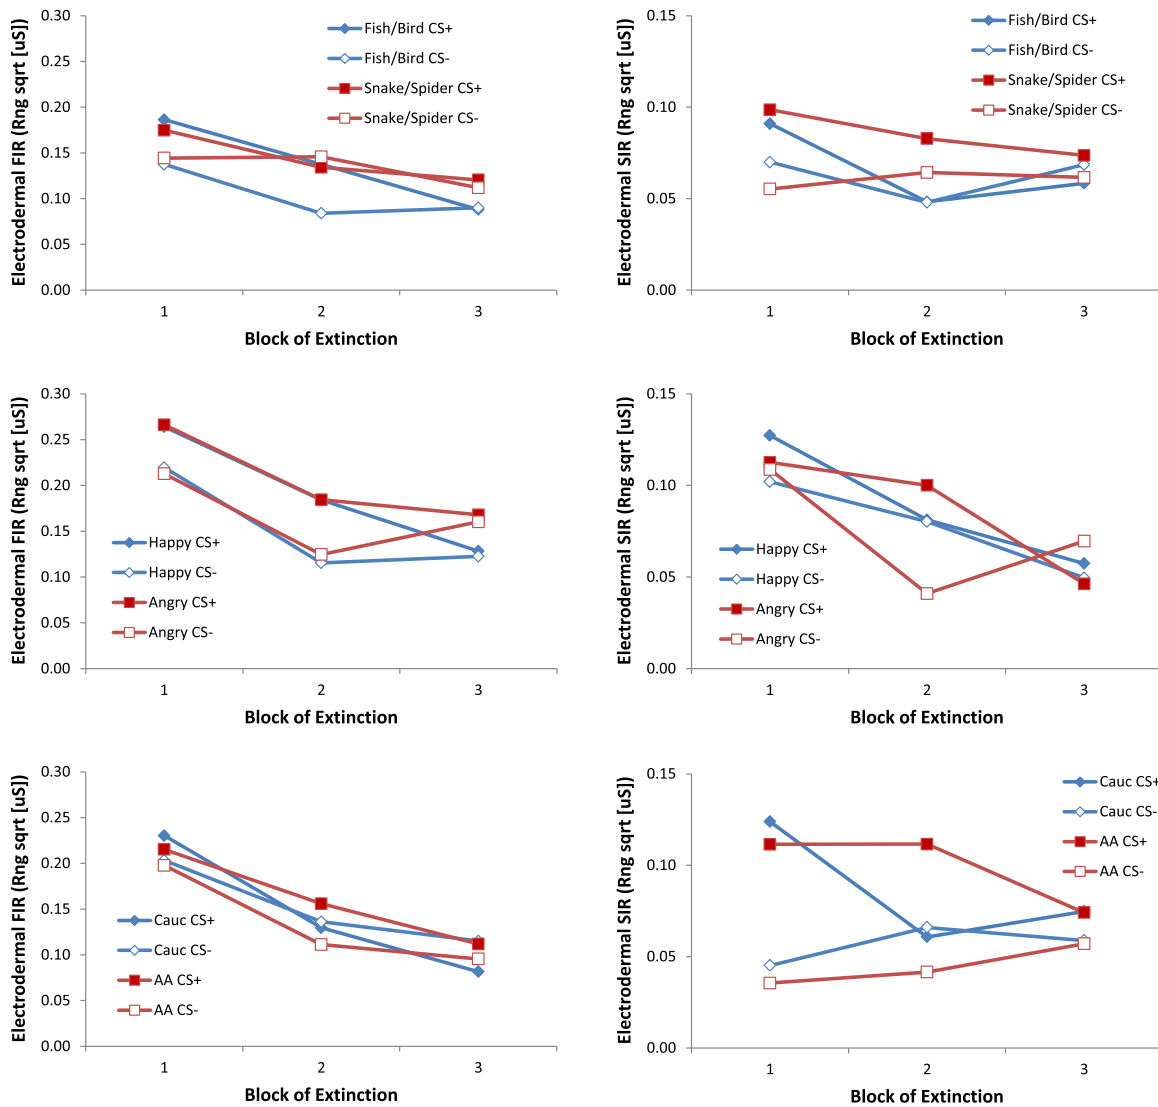 Electrodermal FIR (Rng sqrt [uS])
0.30
0.25
0.20
0.15
0.10
0.05
0.00
Fish/Bird CS+
Fish/Bird CS-
Snake/Spider CS+
Snake/Spider CS-
1 2 3
Block of Extinction
Electrodermal SIR (Rng sqrt [uS])
0.15
0.10
0.05
0.00
Fish/Bird CS+
Fish/Bird CS-
Snake/Spider CS+
Snake/Spider CS-
1 2 3
Block of Extinction
Electrodermal FIR (Rng sqrt [uS])
0.30
0.25
0.20
0.15
0.10
0.05
0.00
Happy CS+
Happy CS-
Angry CS+
Angry CS-
1 2 3
Block of Extinction
Electrodermal SIR (Rng sqrt [uS])
0.15
0.10
0.05
0.00
Happy CS+
Happy CS-
Angry CS+
Angry CS-
1 2 3
Block of Extinction
Electrodermal FIR (Rng sqrt [uS])
0.30
0.25
0.20
0.15
0.10
0.05
0.00
Cauc CS+
Cauc CS-
AA CS+
AA CS-
1 2 3
Block of Extinction
Electrodermal SIR (Rng sqrt [uS])
0.15
0.10
0.05
0.00
Cauc CS+
Cauc CS-
AA CS+
AA CS-
1 2 3
Block of Extinction